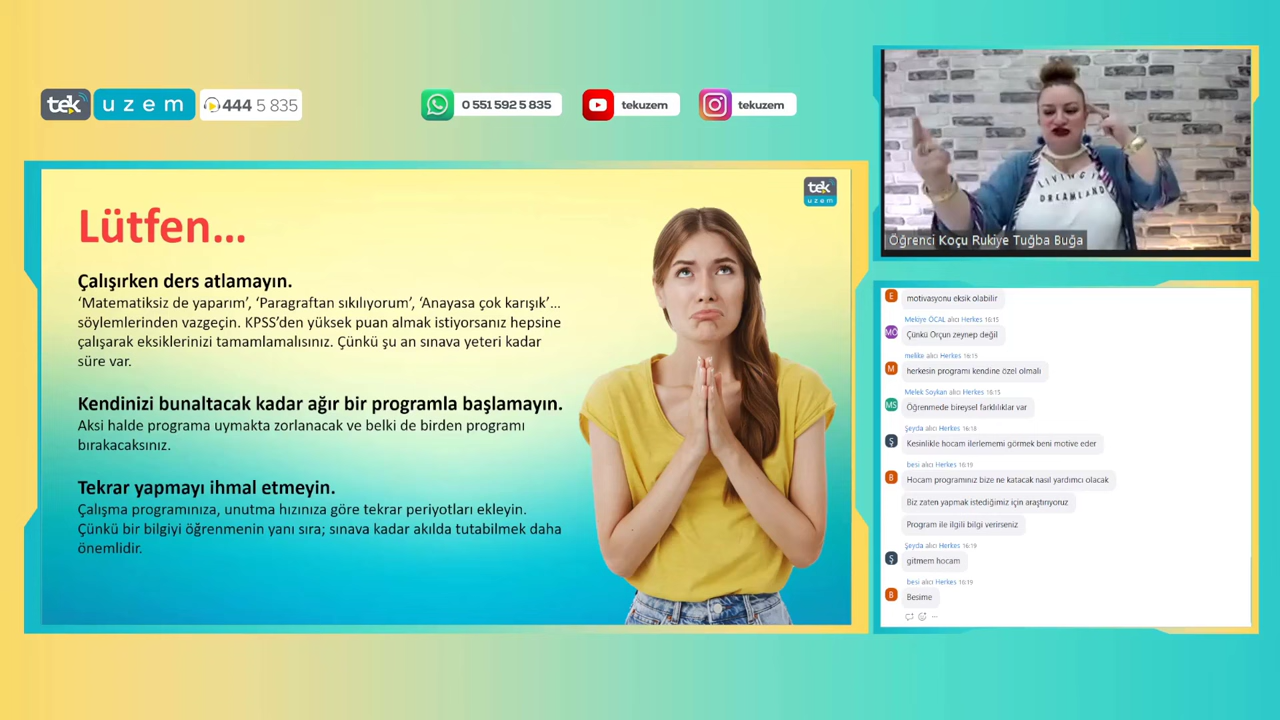 tek uzem 444 5 835
0 551 592 5 835
tekuzem
tekuzem
tek
uzem
Lütfen...
Çalışırken ders atlamayın.
‘Matematiksiz de yaparım’, ‘Paragraftan sıkılıyorum’, ‘Anayasa çok karışık’...
söylemlerinden vazgeçin. KPSS’den yüksek puan almak istiyorsanız hepsine
çalışarak eksiklerinizi tamamlamalısınız. Çünkü şu an sınava yeteri kadar
süre var.
Kendinizi bunaltacak kadar ağır bir programla başlamayın.
Aksi halde programa uymakta zorlanacak ve belki de birden programı
bırakacaksınız.
Tekrar yapmayı ihmal etmeyin.
Çalışma programınıza, unutma hızınıza göre tekrar periyotları ekleyin.
Çünkü bir bilgiyi öğrenmenin yanı sıra; sınava kadar akılda tutabilmek daha
önemlidir.
LIVING IN
DREAMLAND
Öğrenci Koçu Rukiye Tuğba Buğa
E
motivasyonu eksik olabilir
Mekiye ÖCAL alıcı Herkes 16:15
MÖ
Çünkü Orçun zeynep değil
melike alıcı Herkes 16:15
M
herkesin programı kendine özel olmalı
Melek Soykan alıcı Herkes 16:15
MS
Öğrenmede bireysel farklılıklar var
Şeyda alıcı Herkes 16:18
Ş
Kesinlikle hocam ilerlememi görmek beni motive eder
besi alıcı Herkes 16:19
B
Hocam programınız bize ne katacak nasıl yardımcı olacak
Biz zaten yapmak istediğimiz için araştırıyoruz
Program ile ilgili bilgi verirseniz
Şeyda alıcı Herkes 16:19
Ş
gitmem hocam
besi alıcı Herkes 16:19
B
Besime